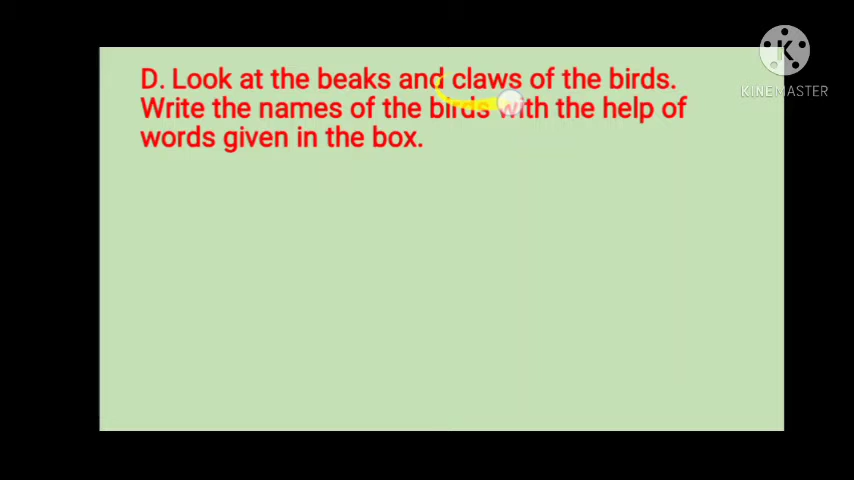 D. Look at the beaks and claws of the birds.
Write the names of the birds with the help of
words given in the box.
KINEMASTER